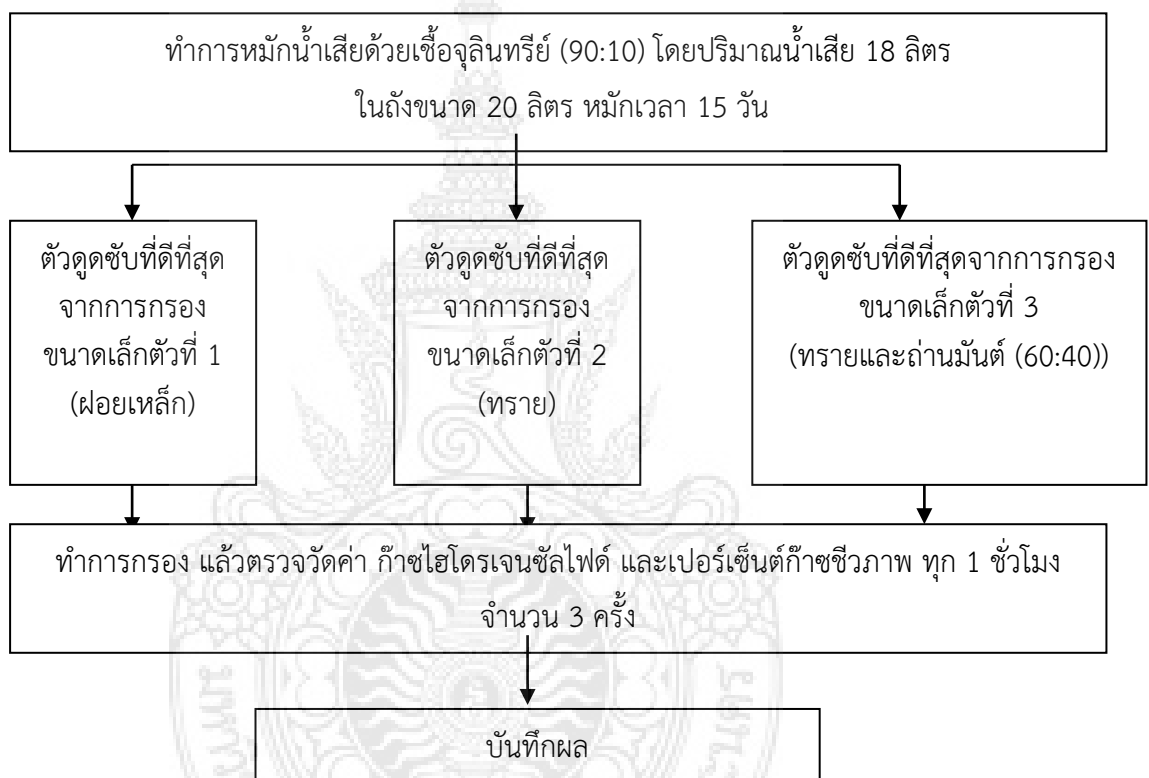 ทำการหมักน้ำเสียด้วยเชื้อจุลินทรีย์ (90:10) โดยปริมาณน้ำเสีย 18 ลิตร
ในถังขนาด 20 ลิตร หมักเวลา 15 วัน
ตัวดูดซับที่ดีที่สุด
จากการกรอง
ขนาดเล็กตัวที่ 1
(ฝอยเหล็ก)
ตัวดูดซับที่ดีที่สุด
จากการกรอง
ขนาดเล็กตัวที่ 2
(ทราย)
ตัวดูดซับที่ดีที่สุดจากการกรอง
ขนาดเล็กตัวที่ 3
(ทรายและถ่านมันต์ (60:40))
ทำการกรอง แล้วตรวจวัดค่า ก๊าซไฮโดรเจนซัลไฟด์ และเปอร์เซ็นต์ก๊าซชีวภาพ ทุก 1 ชั่วโมง
จำนวน 3 ครั้ง
บันทึกผล